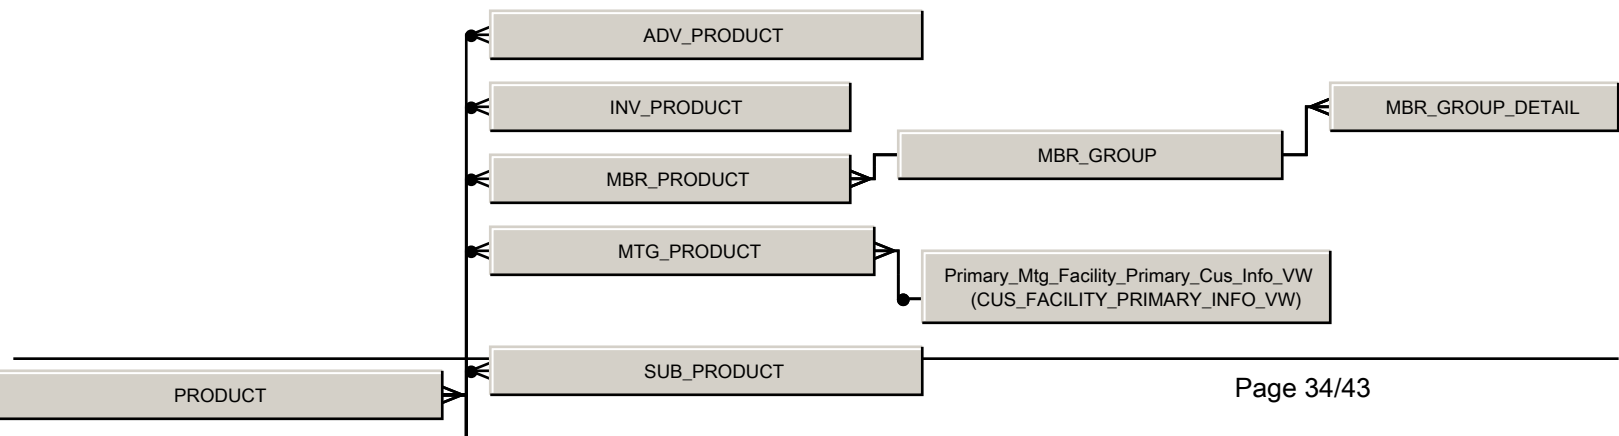 ADV_PRODUCT
INV_PRODUCT
MBR_GROUP_DETAIL
MBR_GROUP
MBR_PRODUCT
MTG_PRODUCT
Primary_Mtg_Facility_Primary_Cus_Info_VW
(CUS_FACILITY_PRIMARY_INFO_VW)
SUB_PRODUCT
PRODUCT
Page 34/43